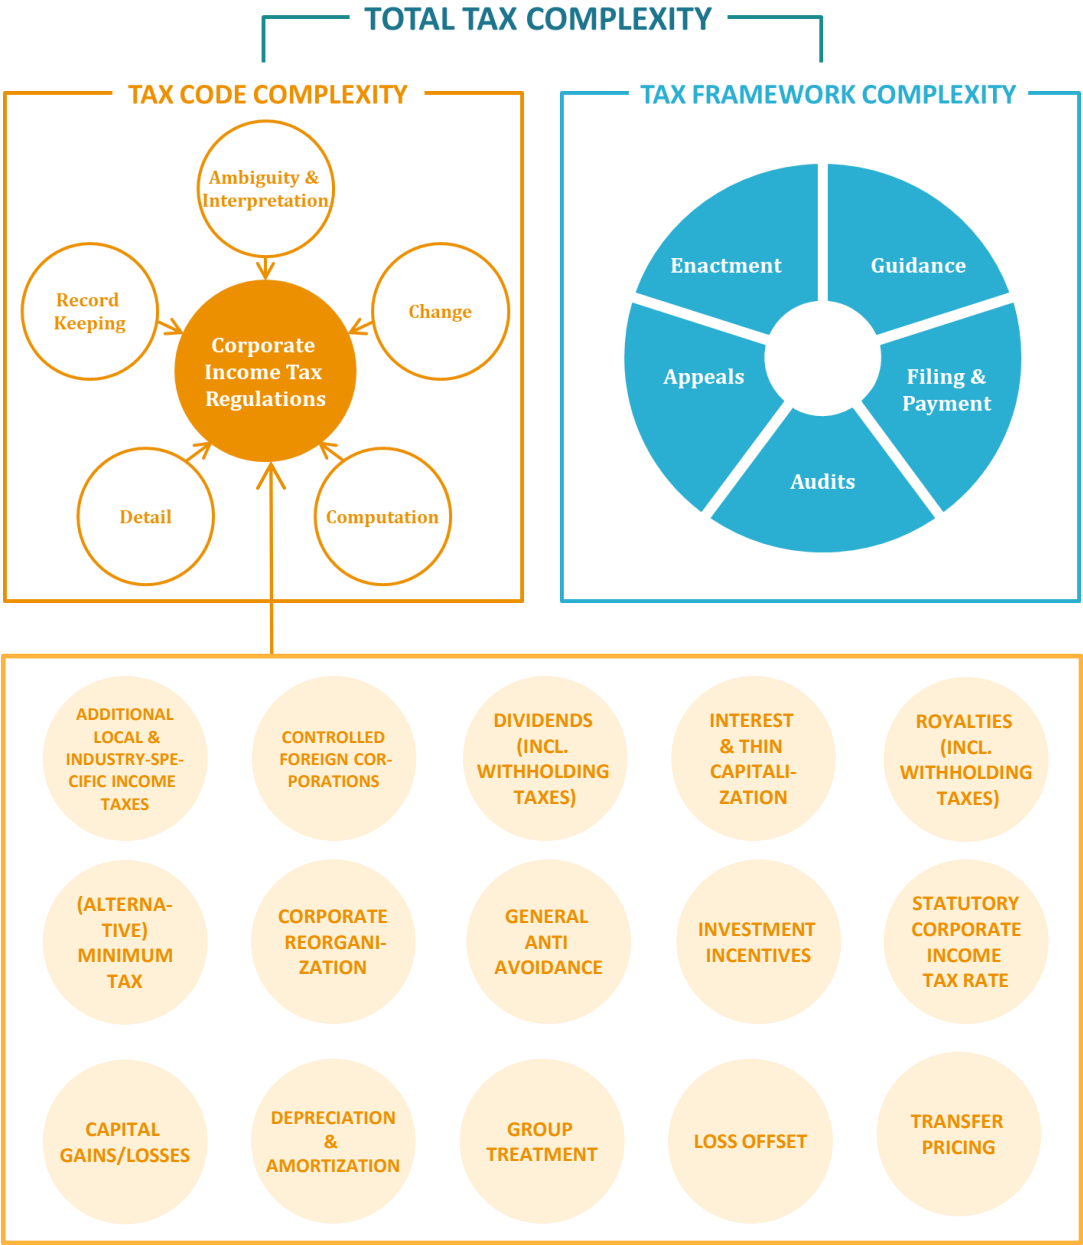 TOTAL TAX COMPLEXITY
TAX CODE COMPLEXITY
Ambiguity &
Interpretation
Record
Keeping
Change
Corporate
Income Tax
Regulations
Detail
Computation
TAX FRAMEWORK COMPLEXITY
Enactment
Guidance
Appeals
Filing &
Payment
Audits
ADDITIONAL
LOCAL &
INDUSTRY-SPE-
CIFIC INCOME
TAXES
CONTROLLED
FOREIGN COR-
PORATIONS
DIVIDENDS
(INCL.
WITHHOLDING
TAXES)
INTEREST
& THIN
CAPITALI-
ZATION
ROYALTIES
(INCL.
WITHHOLDING
TAXES)
(ALTERNA-
TIVE)
MINIMUM
TAX
CORPORATE
REORGANI-
ZATION
GENERAL
ANTI
AVOIDANCE
INVESTMENT
INCENTIVES
STATUTORY
CORPORATE
INCOME
TAX RATE
CAPITAL
GAINS/LOSSES
DEPRECIATION
&
AMORTIZATION
GROUP
TREATMENT
LOSS OFFSET
TRANSFER
PRICING